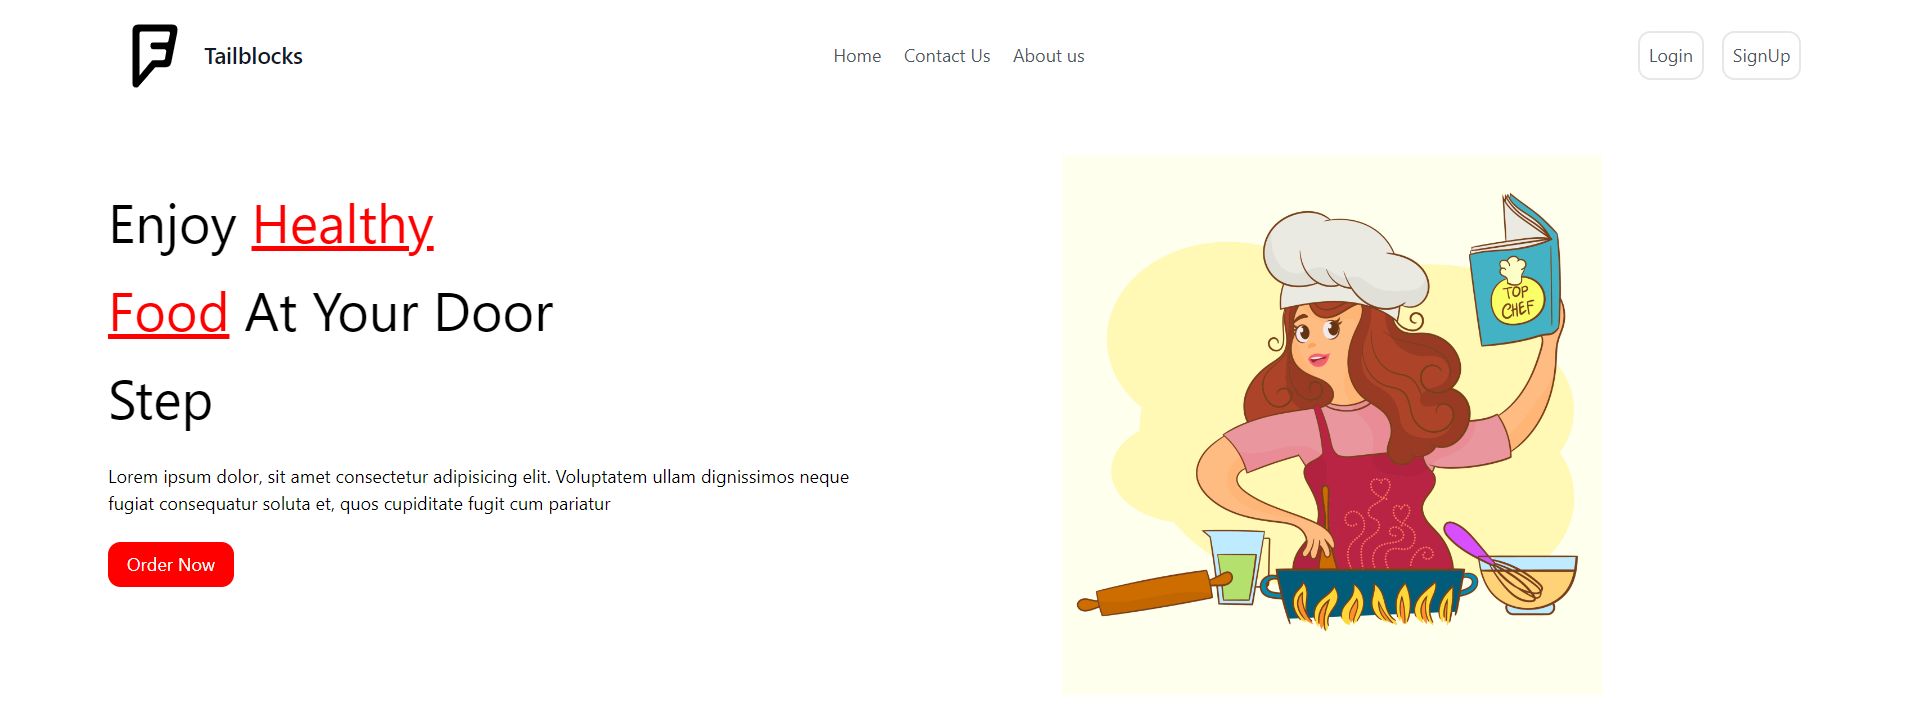 Tailblocks
Home Contact Us About us
Login SignUp
Enjoy Healthy
Food At Your Door
Step
Lorem ipsum dolor, sit amet consectetur adipisicing elit. Voluptatem ullam dignissimos neque
fugiat consequatur soluta et, quos cupiditate fugit cum pariatur
Order Now
TOP
CHEF